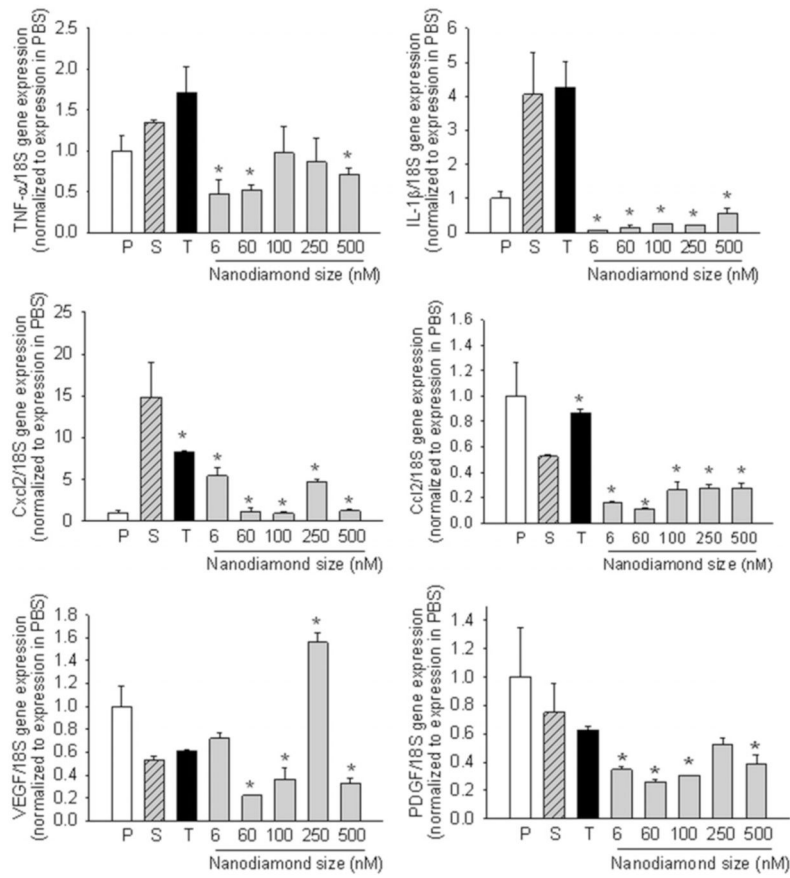 TNF-α/18S gene expression
(normalized to expression in PBS)
2.5
2.0
1.5
1.0
0.5
0.0
* * *
P S T 6 60 100 250 500
Nanodiamond size (nM)
IL-1β/18S gene expression
(normalized to expression in PBS)
6
4
2
1
0
* * * * *
P S T 6 60 100 250 500
Nanodiamond size (nM)
Cxcl2/18S gene expression
(normalized to expression in PBS)
25
20
15
10
5
0
* * * * * *
P S T 6 60 100 250 500
Nanodiamond size (nM)
Ccl2/18S gene expression
(normalized to expression in PBS)
1.6
1.4
1.2
1.0
0.8
0.6
0.4
0.2
0.0
* * * * * *
P S T 6 60 100 250 500
Nanodiamond size (nM)
VEGF/18S gene expression
(normalized to expression in PBS)
1.8
1.6
1.4
1.2
1.0
0.8
0.6
0.4
0.2
0.0
* * * *
P S T 6 60 100 250 500
Nanodiamond size (nM)
PDGF/18S gene expression
(normalized to expression in PBS)
1.4
1.2
1.0
0.8
0.6
0.4
0.2
0.0
* * * *
P S T 6 60 100 250 500
Nanodiamond size (nM)